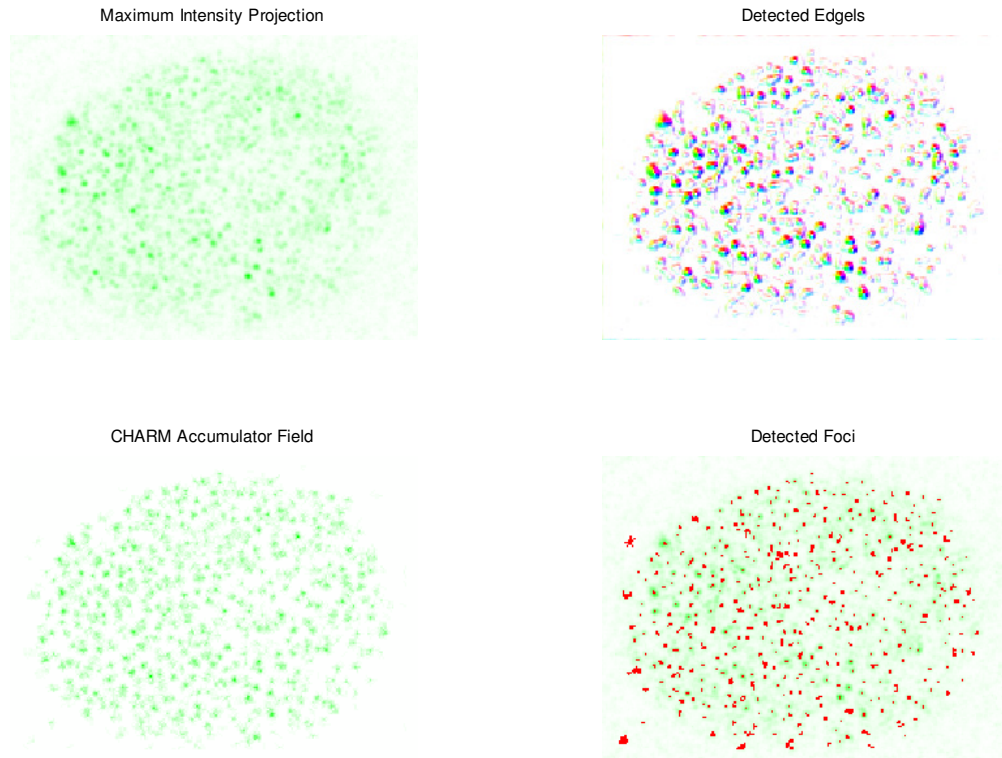 Maximum Intensity Projection
Detected Edgels
CHARM Accumulator Field
Detected Foci